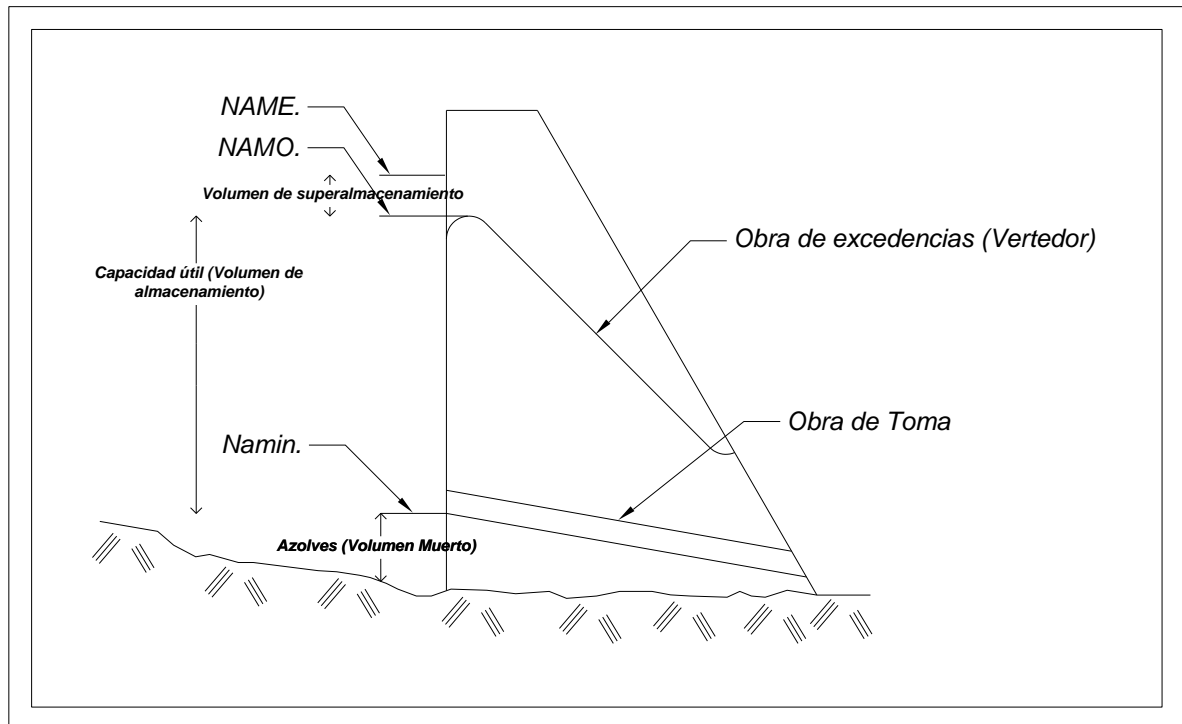 NAME.
NAMO.
Volumen de superalmacenamiento
Obra de excedencias (Vertedor)
Capacidad útil (Volumen de
almacenamiento)
Obra de Toma
Namin.
Azolves (Volumen Muerto)